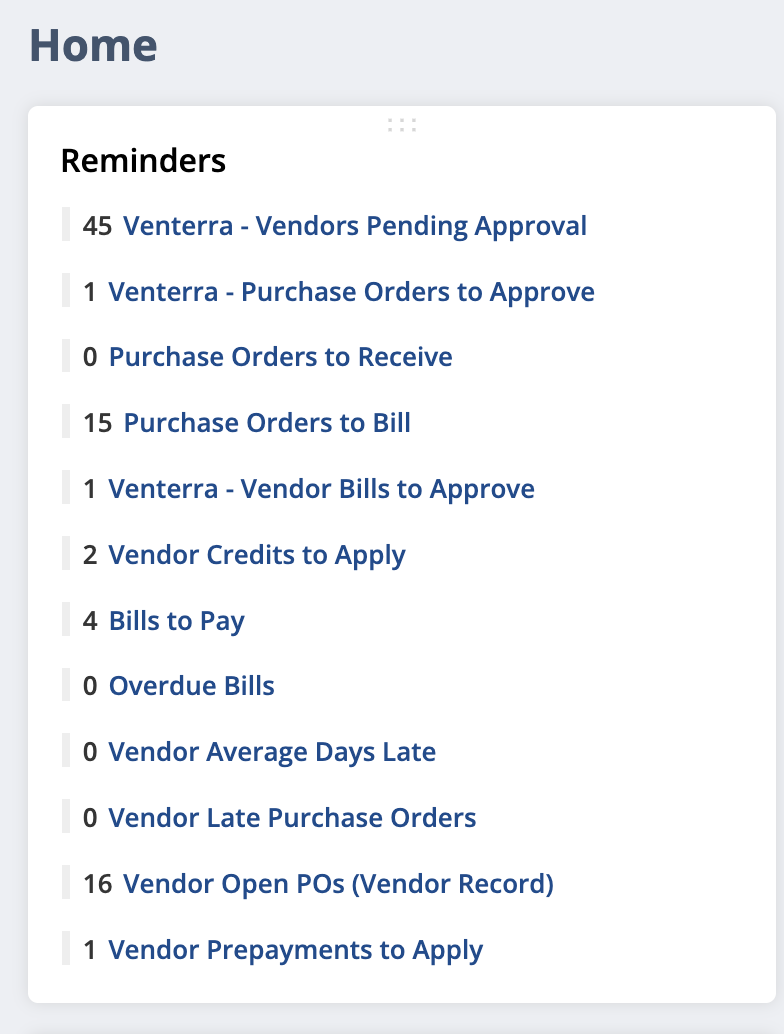 Home
Reminders
45 Venterra - Vendors Pending Approval
1 Venterra - Purchase Orders to Approve
0 Purchase Orders to Receive
15 Purchase Orders to Bill
1 Venterra - Vendor Bills to Approve
2 Vendor Credits to Apply
4 Bills to Pay
0 Overdue Bills
0 Vendor Average Days Late
0 Vendor Late Purchase Orders
16 Vendor Open POs (Vendor Record)
1 Vendor Prepayments to Apply